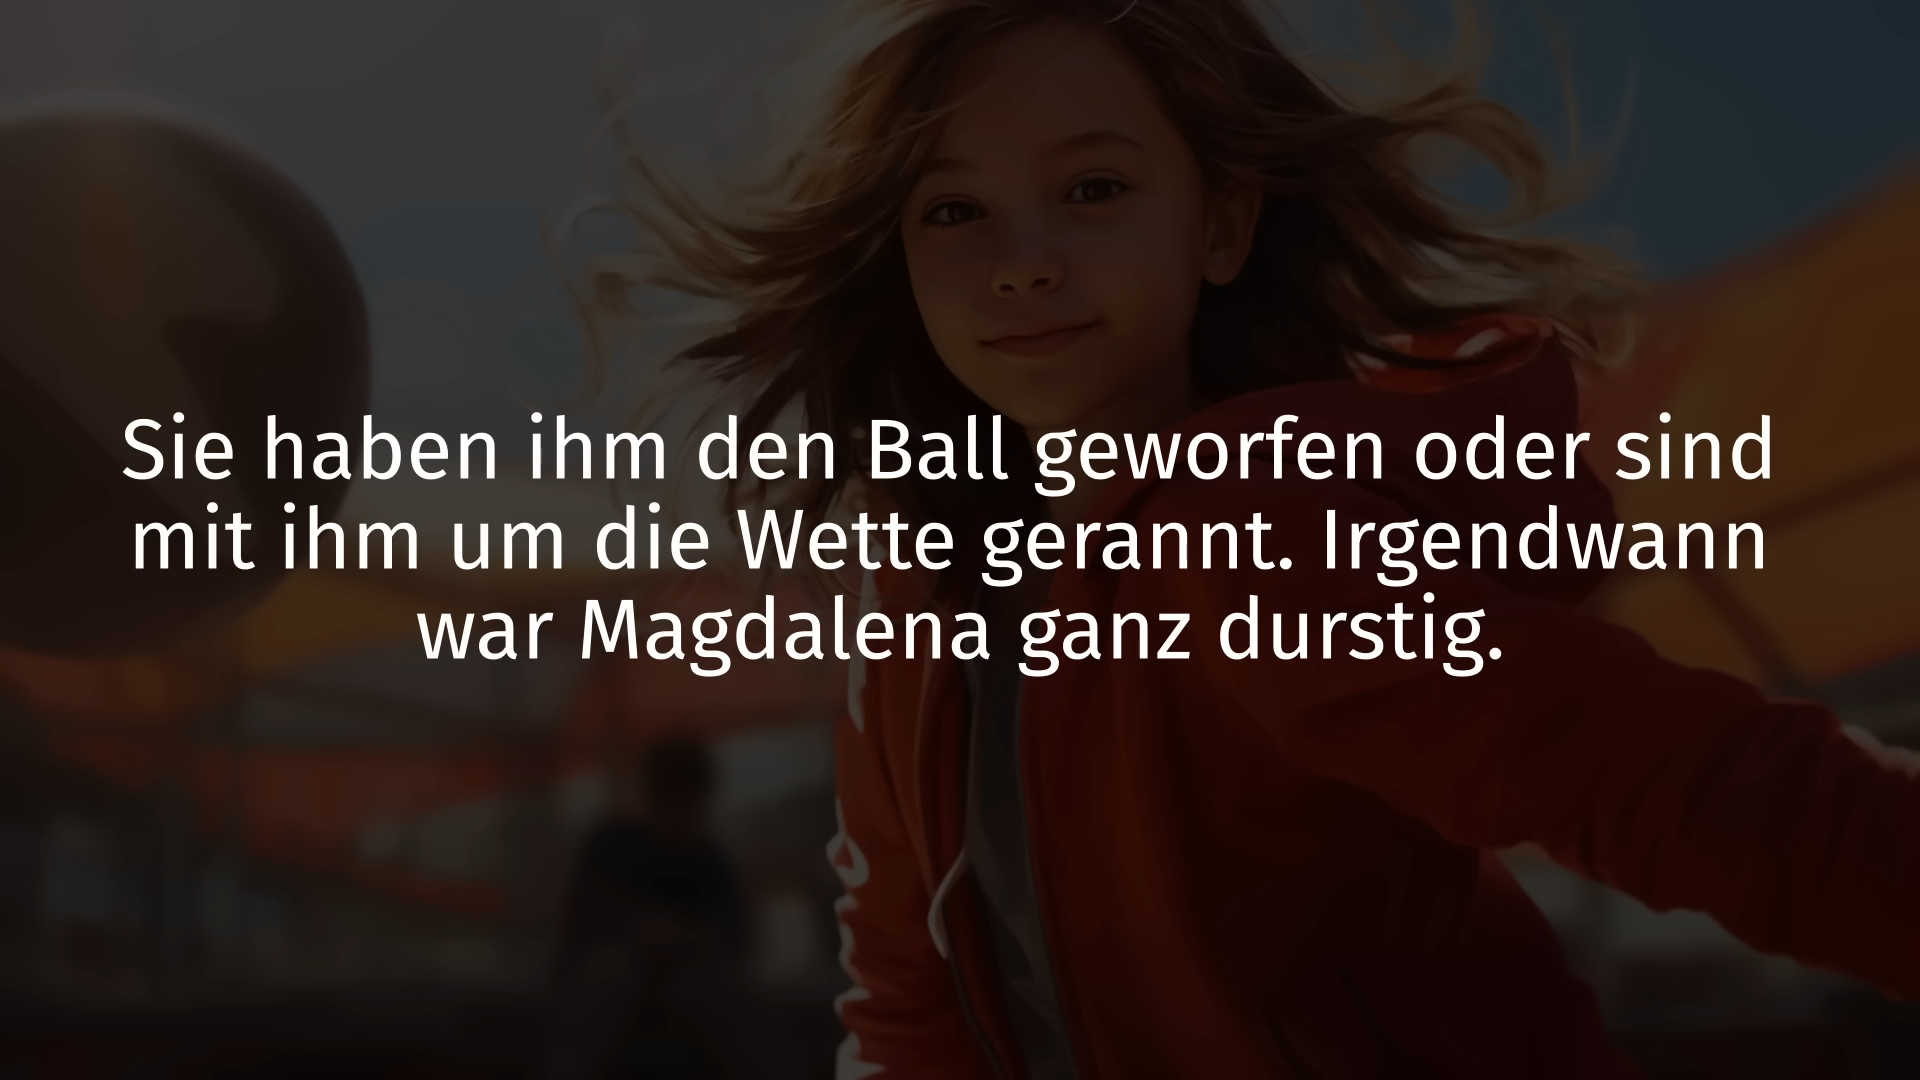 Sie haben ihm den Ball geworfen oder sind
mit ihm um die Wette gerannt. Irgendwann
war Magdalena ganz durstig.